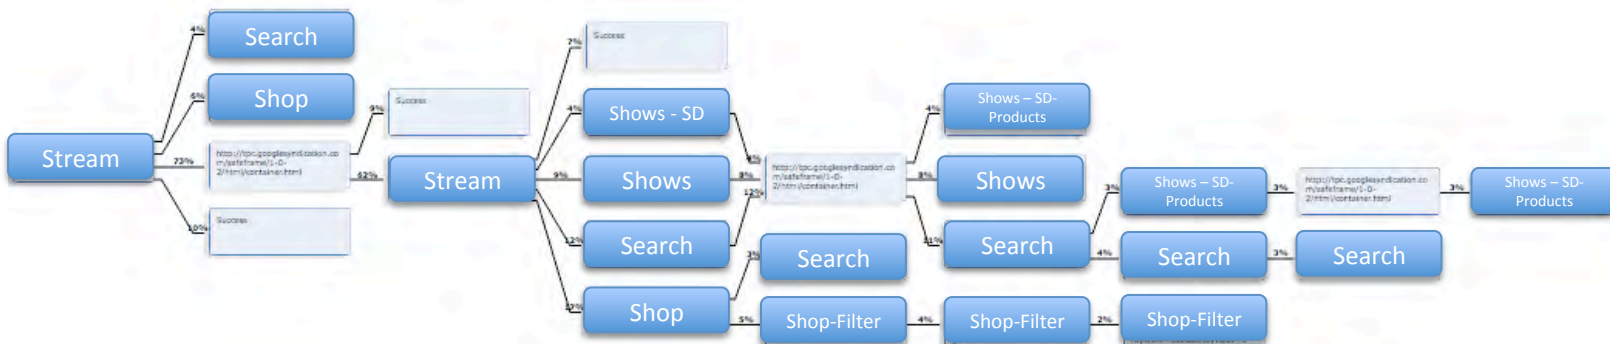 Stream
4%
Search
6%
Shop
73%
http://tpc.googlesyndication.co
m/safeframe/1-0-
2/html/container.html
10%
Success
9%
Success
62%
Stream
7%
Success
4%
Shows - SD
9%
Shows
12%
Search
17%
Shop
4%
3%
12%
http://tpc.googlesyndication.co
m/safeframe/1-0-
2/html/container.html
3%
Search
5%
Shop-Filter
4%
Shows – SD-
Products
Shows
11%
Search
4%
Shop-Filter
3%
Shows – SD-
Products
4%
Search
2%
Shop-Filter
3%
http://tpc.googlesyndication.co
m/safeframe/1-0-
2/html/container.html
3%
Search
3%
Shows – SD-
Products